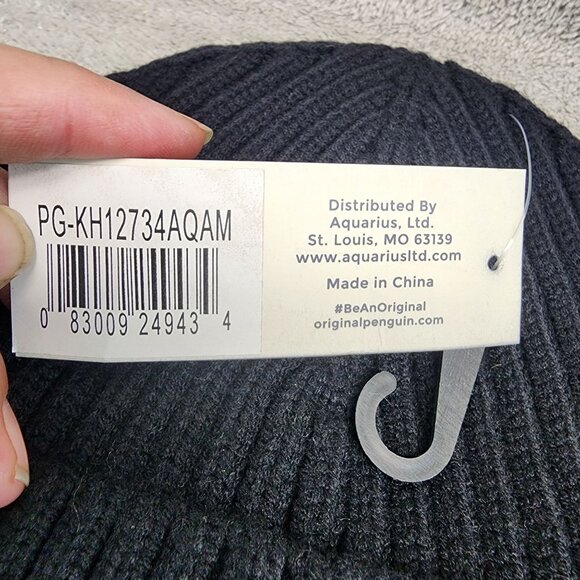 PG-KH12734AQAM
0 83009 24943 4
Distributed By
Aquarius, Ltd.
St. Louis, MO 63139
www.aquariusltd.com
Made in China
#BeAnOriginal
originalpenguin.com